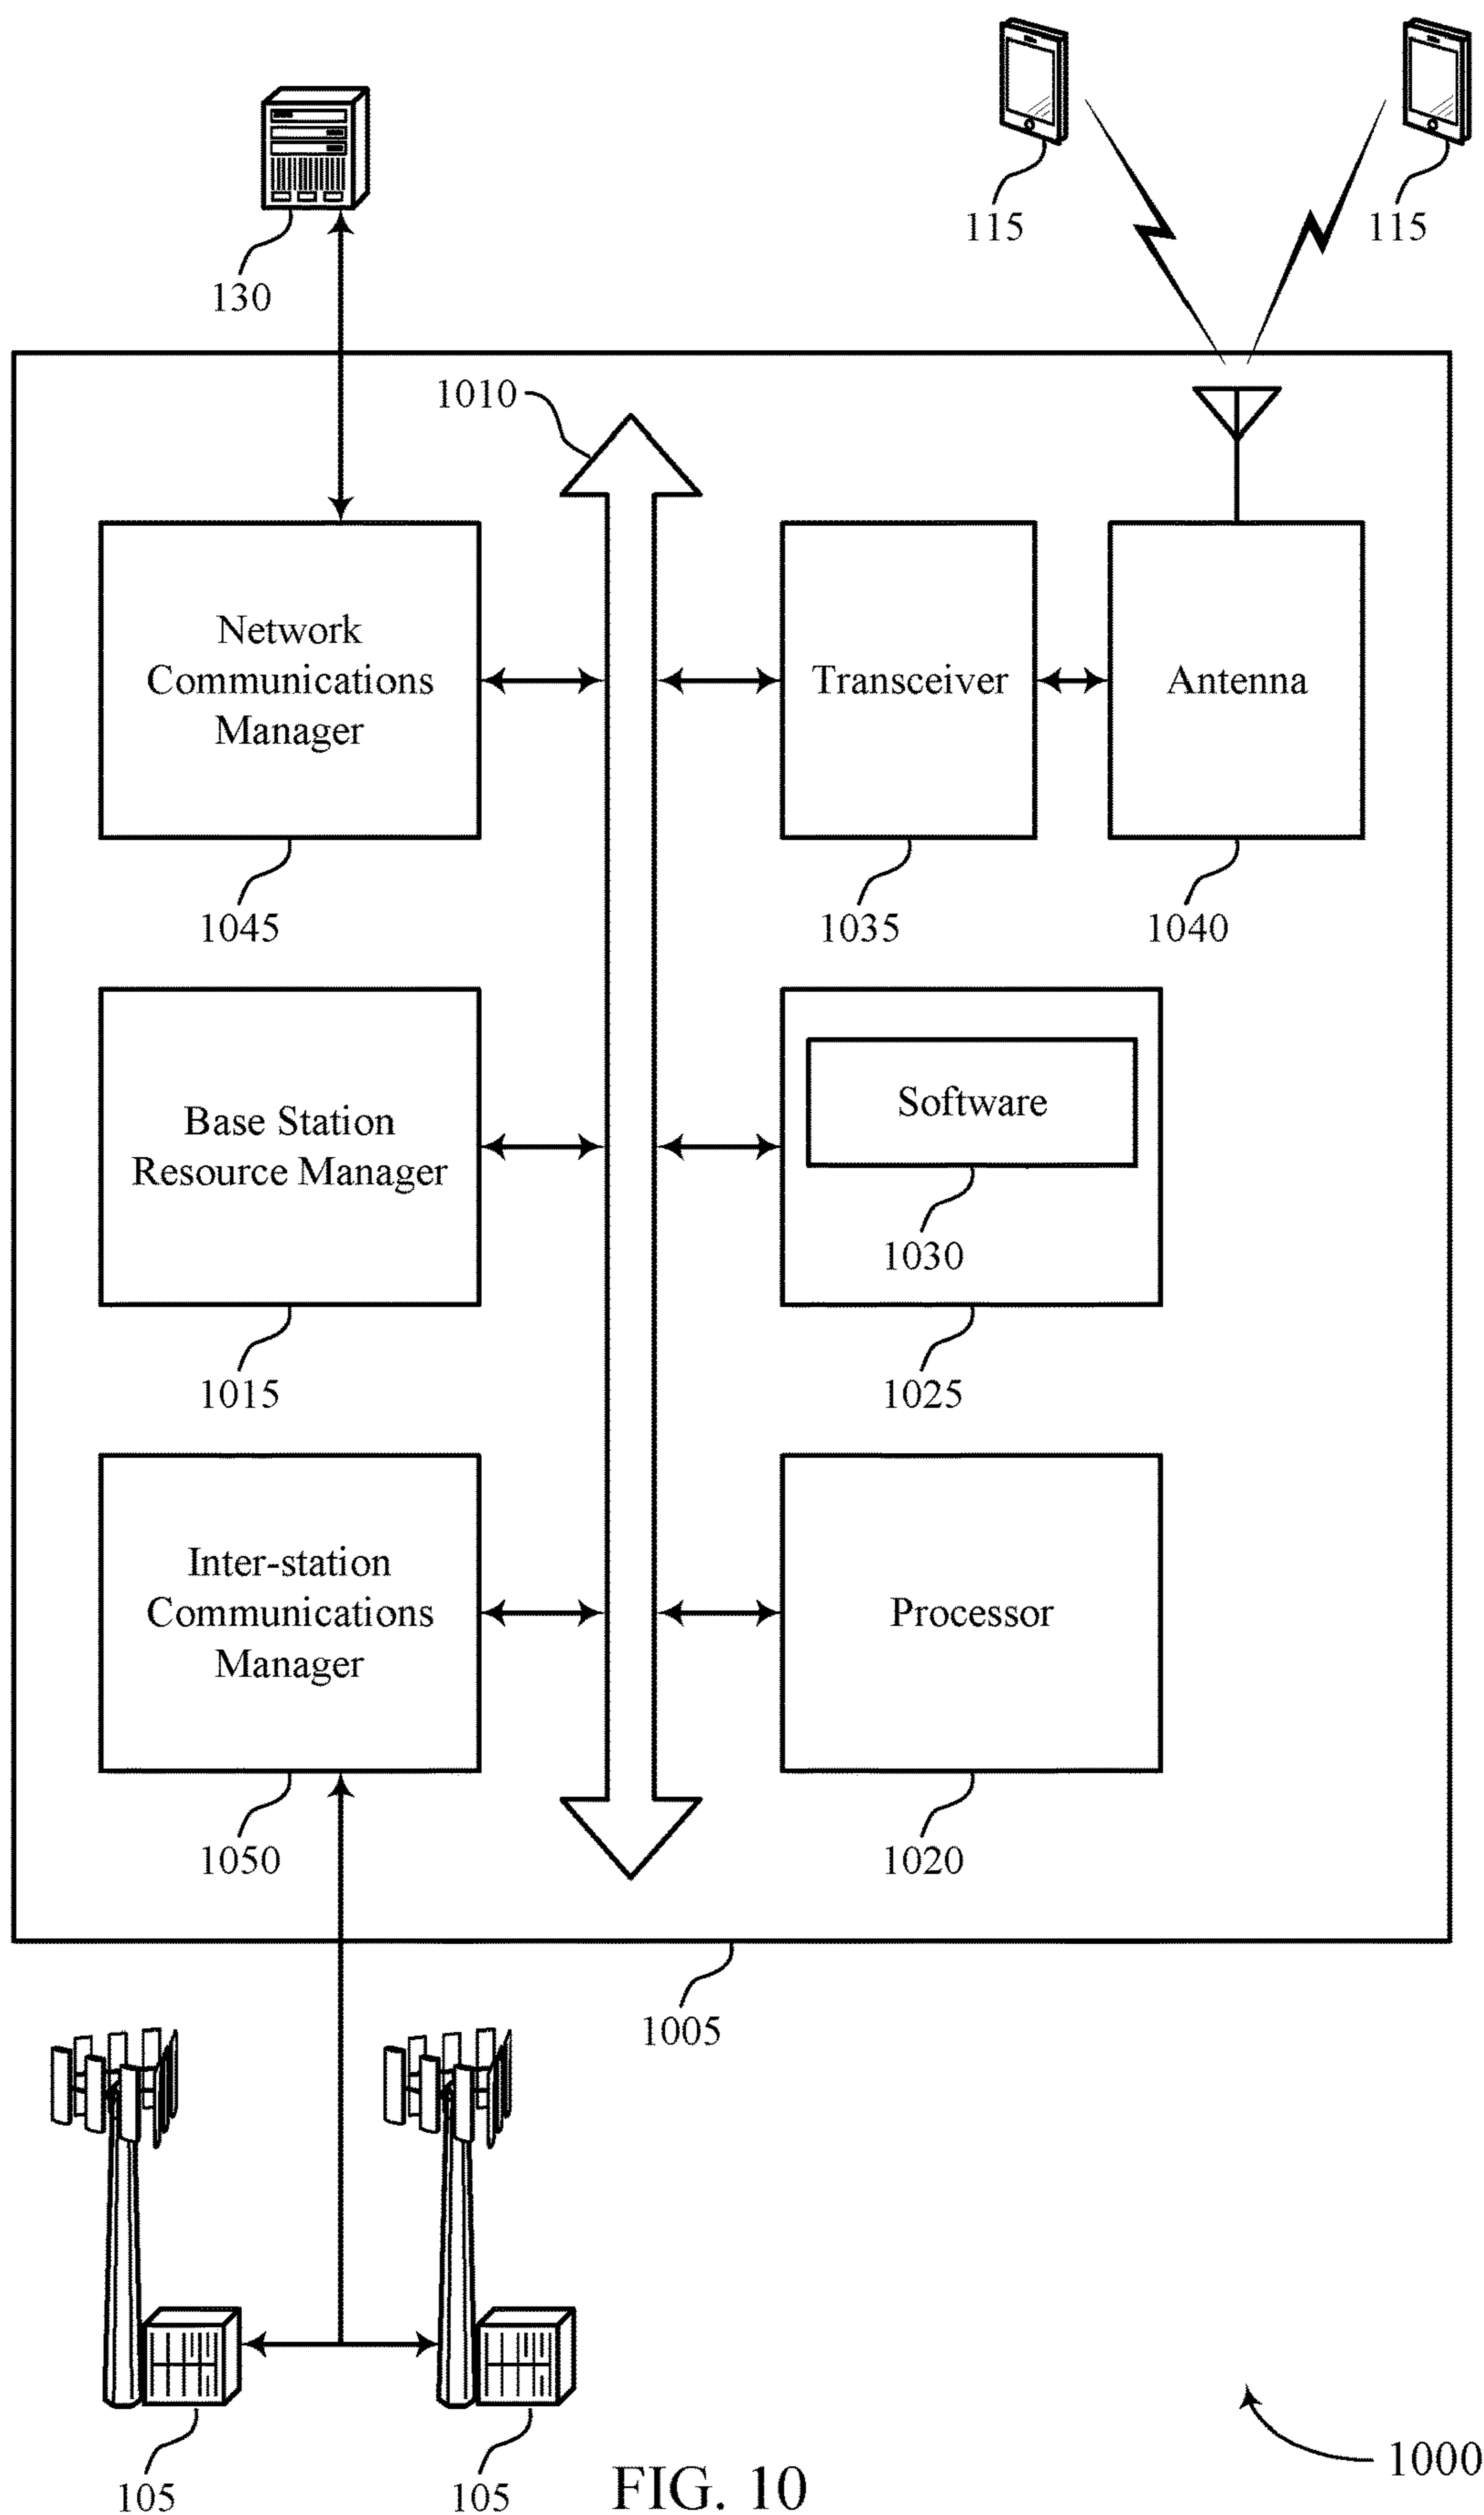 115
115
130
1010
Network
Communications
Manager
Transceiver
Antenna
1045
1035
1040
Base Station
Resource Manager
Software
1030
1015
1025
Inter-station
Communications
Manager
Processor
1050
1020
1005
105
105
1000
FIG. 10